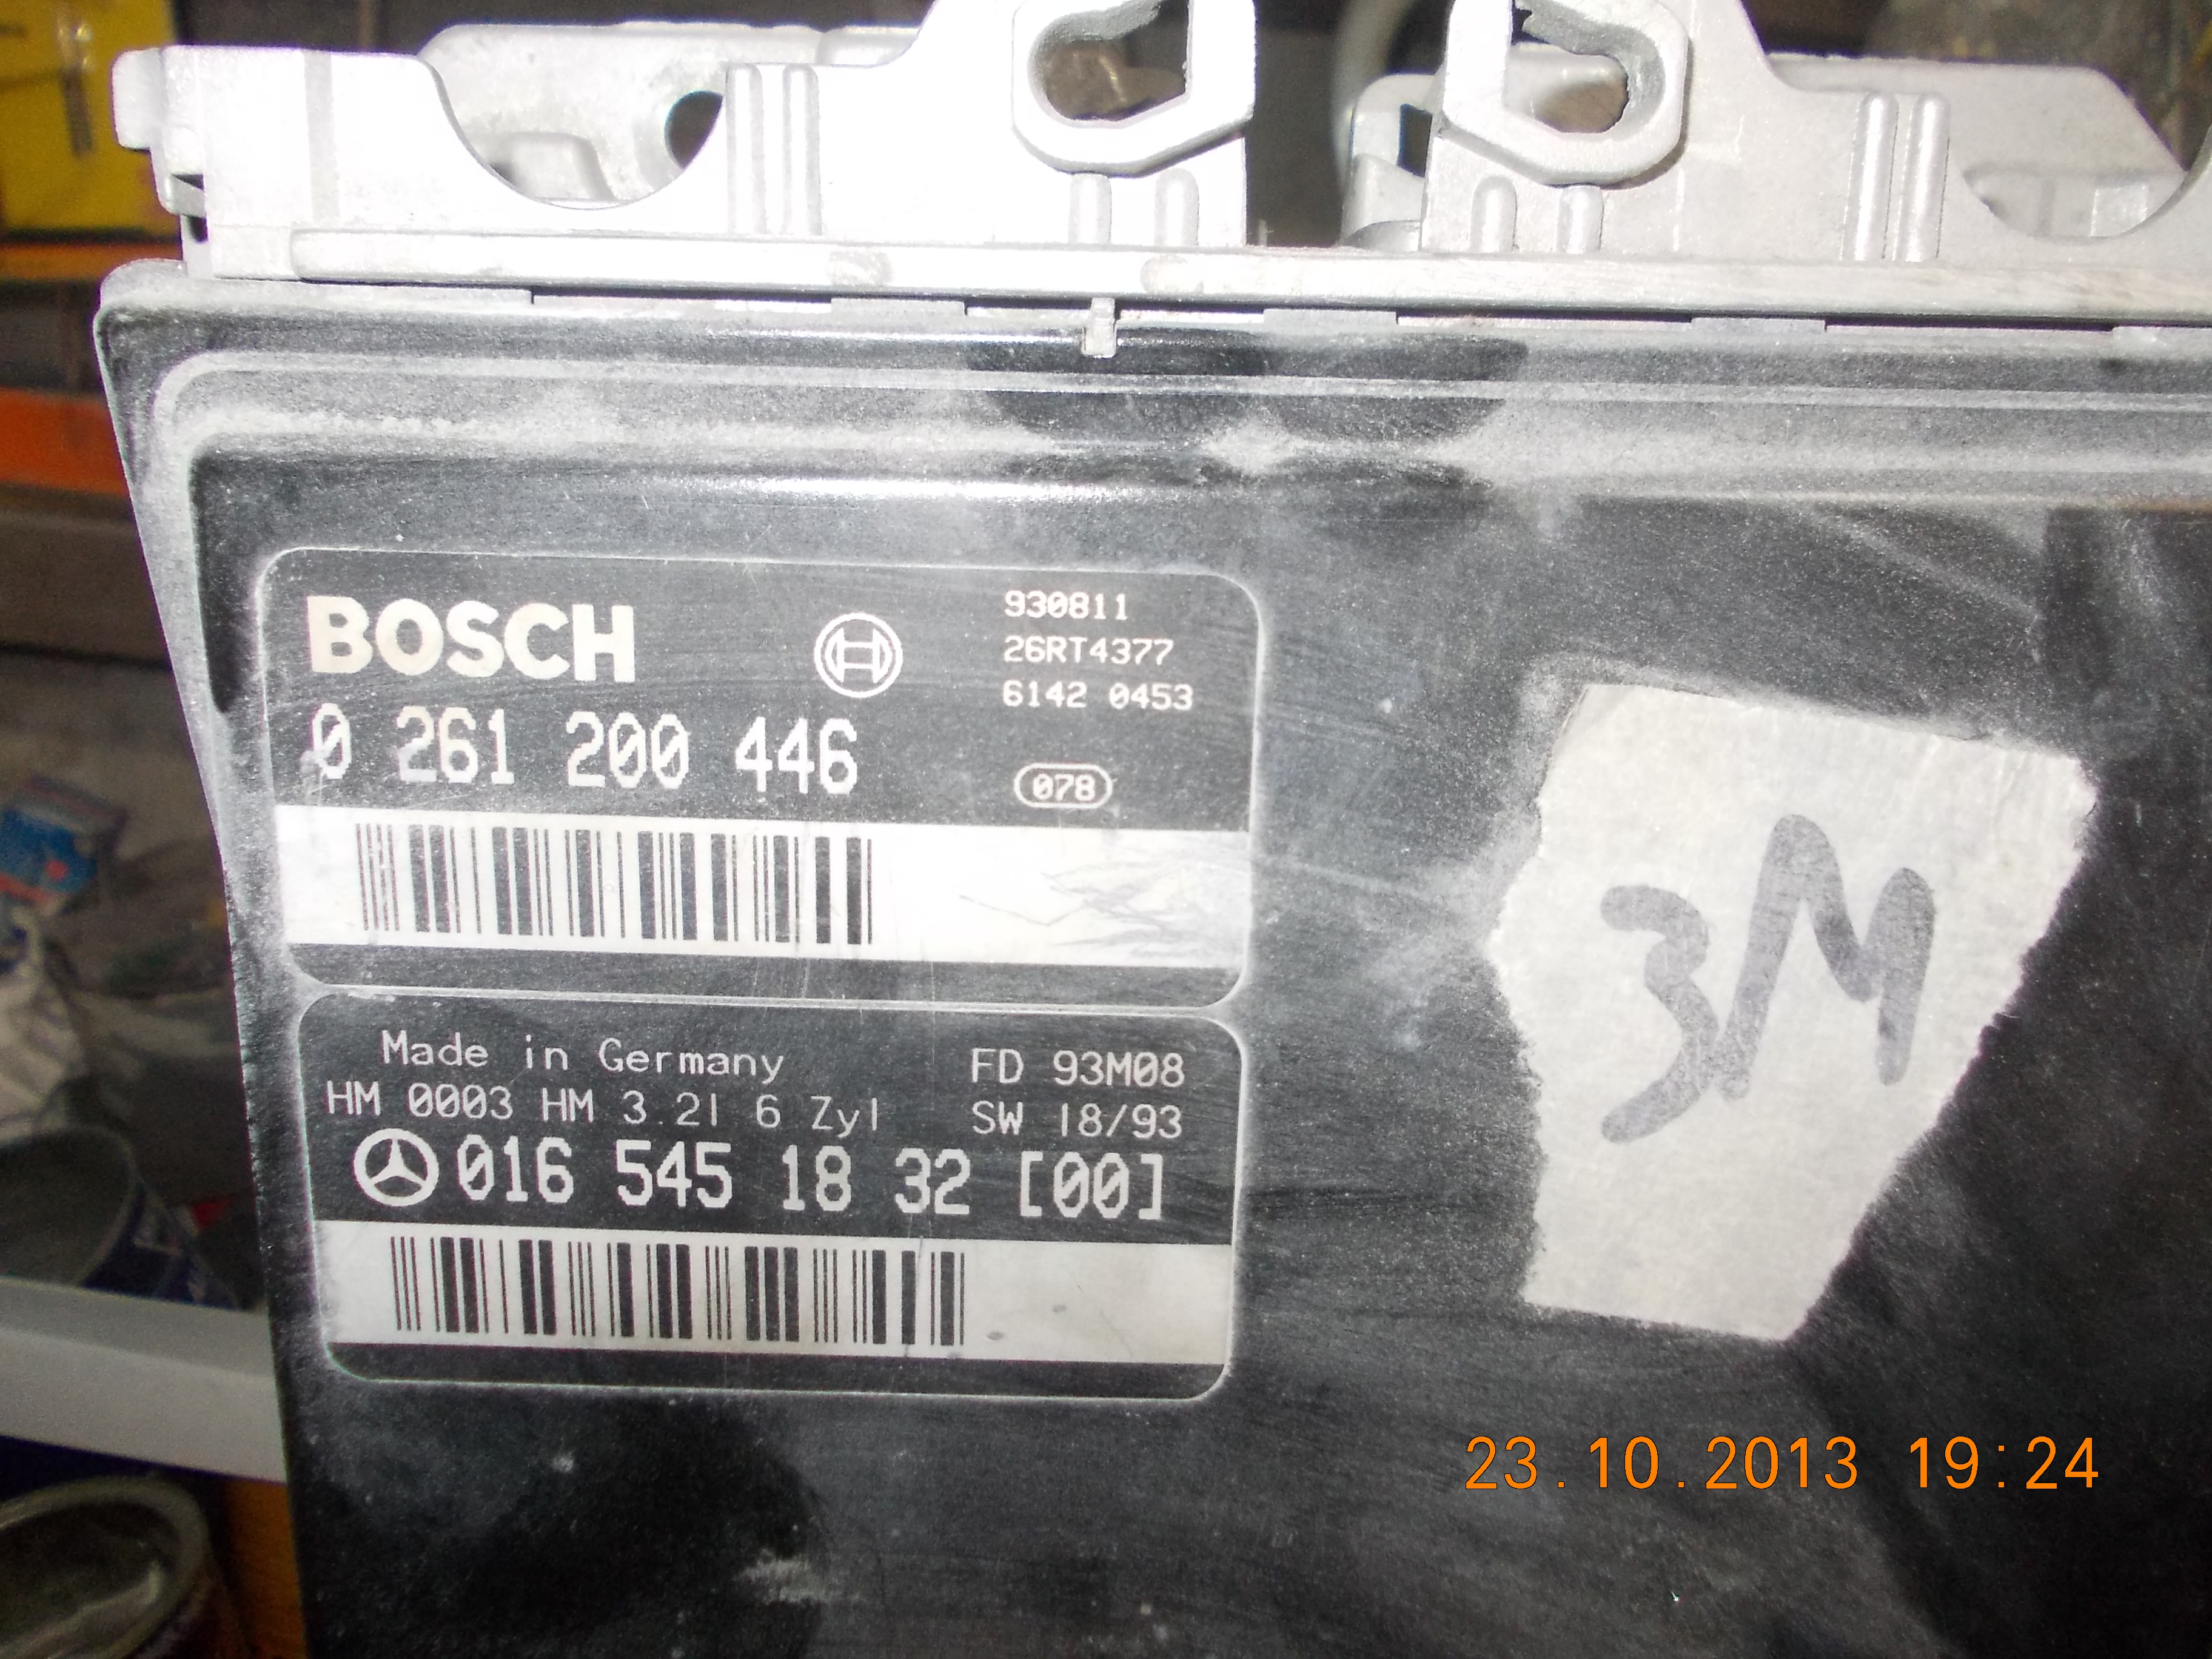 BOSCH
930811
26RT4377
6142 0453
0 261 200 446
078
Made in Germany
FD 93M08
HM 0003 HM 3.2l 6 Zyl
SW 18/93
016 545 18 32 [00]
3M
23.10.2013 19:24